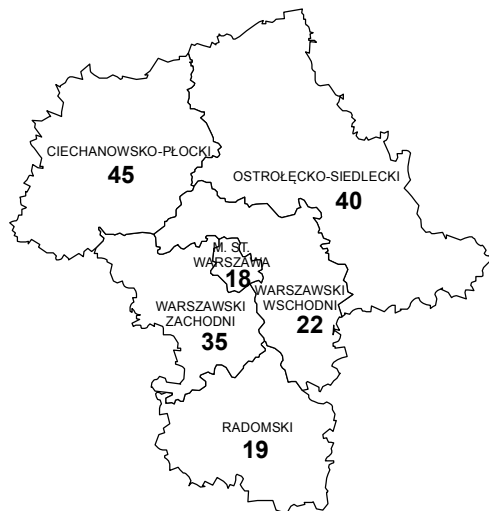 CIECHANOWSKO-PŁOCKI
45
OSTROŁĘCKO-SIEDLECKI
40
M. ST.
WARSZAWA
18
WARSZAWSKI
WSCHODNI
22
WARSZAWSKI
ZACHODNI
35
RADOMSKI
19